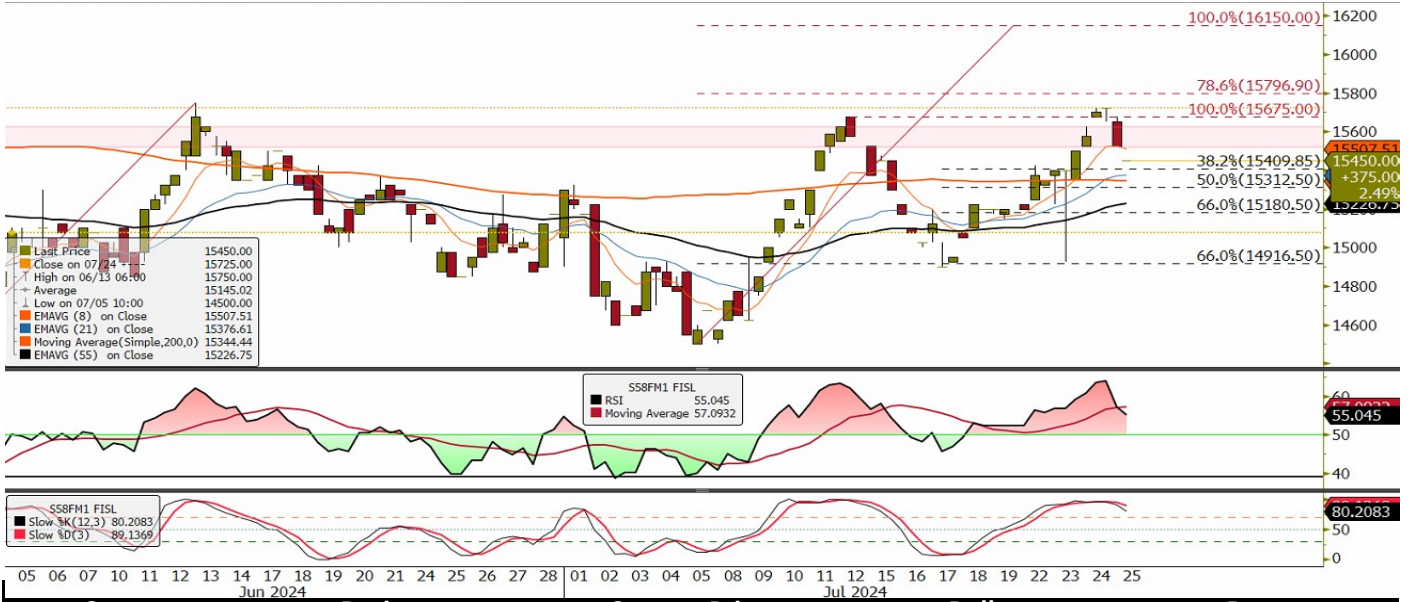 100.0%(16150.00)
78.6%(15796.90)
100.0%(15675.00)
38.2%(15409.85)
50.0%(15312.50)
66.0%(15180.50)
66.0%(14916.50)
16200
16000
15800
15600
15507.51
15450.00
+375.00
2.49%
15226.75
15000
14800
14600
Last Price 15450.00
Close on 07/24 ---- 15725.00
High on 06/13 06:00 15750.00
Average 15145.02
Low on 07/05 10:00 14500.00
EMAVG (8) on Close 15507.51
EMAVG (21) on Close 15376.61
Moving Average(Simple,200,0) 15344.44
EMAVG (55) on Close 15226.75
S58FM1 FISL
RSI 55.045
Moving Average 57.0932
60
57.0932
55.045
50
40
S58FM1 FISL
Slow %K(12,3) 80.2083
Slow %D(3) 89.1369
80.2083
50
0
05 06 07 10 11 12 13 14 17 18 19 20 21 24 25 26 27 28 01 02 03 04 05 08 09 10 11 12 15 16 17 18 19 22 23 24 25
Jun 2024 Jul 2024